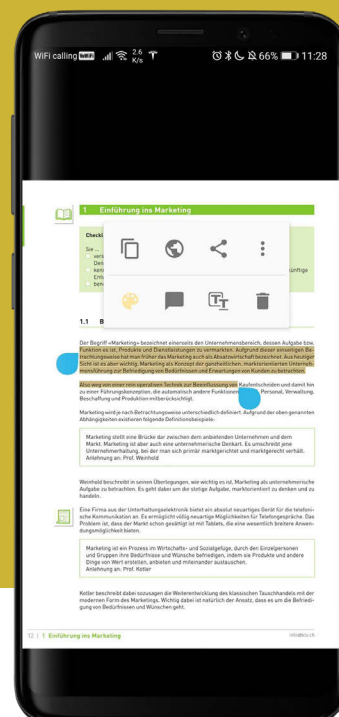 WiFi calling 2.6 K/s 66% 11:28
1 Einführung ins Marketing
Sie ...
1.1
Der Begriff «Marketing» bezeichnet einerseits den Unternehmensbereich, dessen Aufgabe bzw.
Funktion es ist, Produkte und Dienstleistungen zu vermarkten. Aufgrund dieser einseitigen Be-
trachtungsweise hat man früher das Marketing auch als Absatzwirtschaft bezeichnet. Aus heutiger
Sicht ist es aber wichtig, Marketing als Konzept der ganzheitlichen, marktorientierten Unterneh-
mensführung zur Befriedigung von Bedürfnissen und Erwartungen von Kunden zu betrachten.
Also weg von einer rein operativen Technik zur Beeinflussung von Kaufentscheiden und damit hin
zu einer Führungskonzeption, die automatisch andere Funktionen Personal, Verwaltung,
Beschaffung und Produktion mitberücksichtigt.
Marketing wird je nach Betrachtungsweise unterschiedlich definiert. Aufgrund der oben genannten
Abhängigkeiten existieren folgende Definitionsbeispiele:
Marketing stellt eine Brücke dar zwischen dem anbietenden Unternehmen und dem
Markt. Marketing ist aber auch eine unternehmerische Denkart. Es umschreibt jene
Unternehmerhaltung, bei der man sich primär marktgerichtet und marktgerecht verhält.
Anlehnung an: Prof. Weinhold
Weinhold beschreibt in seinen Überlegungen, wie wichtig es ist, Marketing als unternehmerische
Aufgabe zu betrachten. Es geht dabei um die stetige Aufgabe, marktorientiert zu denken und zu
handeln.
Eine Firma aus der Unterhaltungselektronik bietet ein absolut neuartiges Gerät für die telefoni-
sche Kommunikation an. Es ermöglicht völlig neuartige Möglichkeiten für Telefongespräche. Das
Problem ist, dass der Markt schon gesättigt ist mit Tablets, die eine wesentlich breitere Anwen-
dungsmöglichkeit bieten.
Marketing ist ein Prozess im Wirtschafts- und Sozialgefüge, durch den Einzelpersonen
und Gruppen ihre Bedürfnisse und Wünsche befriedigen, indem sie Produkte und andere
Dinge von Wert erstellen, anbieten und miteinander austauschen.
Anlehnung an: Prof. Kotler
Kotler beschreibt dabei sozusagen die Weiterentwicklung des klassischen Tauschhandels mit der
modernen Form des Marketings. Wichtig dabei ist natürlich der Ansatz, dass es um die Befriedi-
gung von Bedürfnissen und Wünschen geht.
12 | 1 Einführung ins Marketing